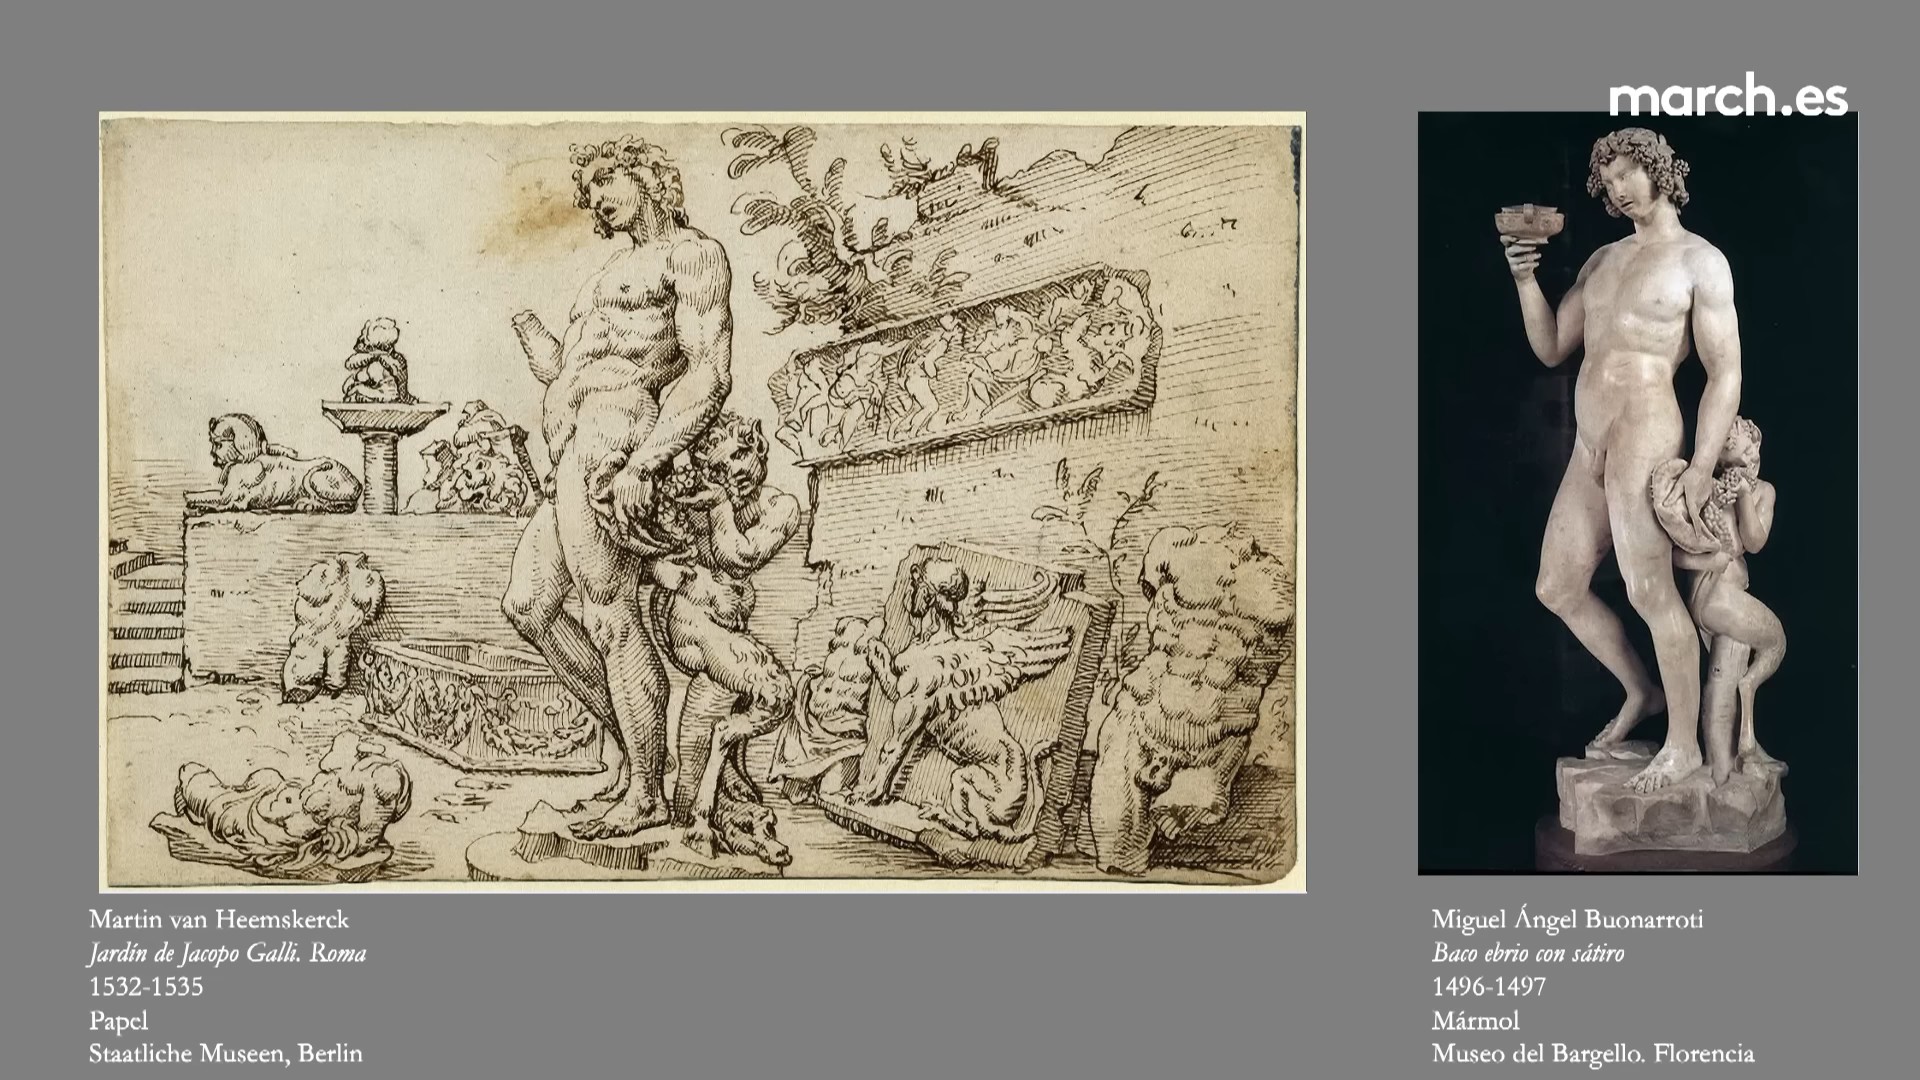 march.es
Martin van Heemskerck
Jardín de Jacopo Galli. Roma
1532-1535
Papel
Staatliche Museen, Berlin
Miguel Ángel Buonarroti
Baco ebrio con sátiro
1496-1497
Mármol
Museo del Bargello. Florencia